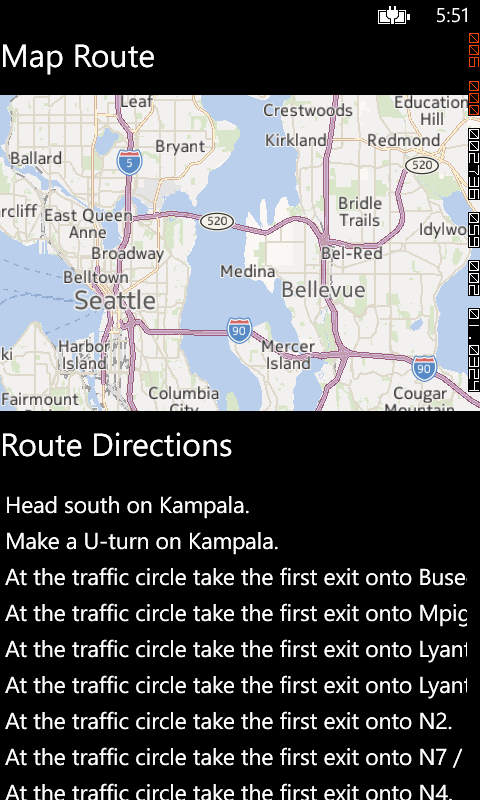 5:51
Map Route
Leaf
Crestwoods
Education
Hill
5
Bryant
Kirkland
Redmond
Ballard
520
Bridle
Trails
East Queen
Anne
520
Broadway
Bel-Red
Medina
Belltown
Bellevue
Seattle
90
Harbor
Island
Mercer
Island
90
Fairmount
Columbia
City
Cougar
Mountain
Route Directions
Head south on Kampala.
Make a U-turn on Kampala.
At the traffic circle take the first exit onto Buse
At the traffic circle take the first exit onto Mpig
At the traffic circle take the first exit onto Lyant
At the traffic circle take the first exit onto Lyant
At the traffic circle take the first exit onto N2.
At the traffic circle take the first exit onto N7 /
At the traffic circle take the first exit onto N4.